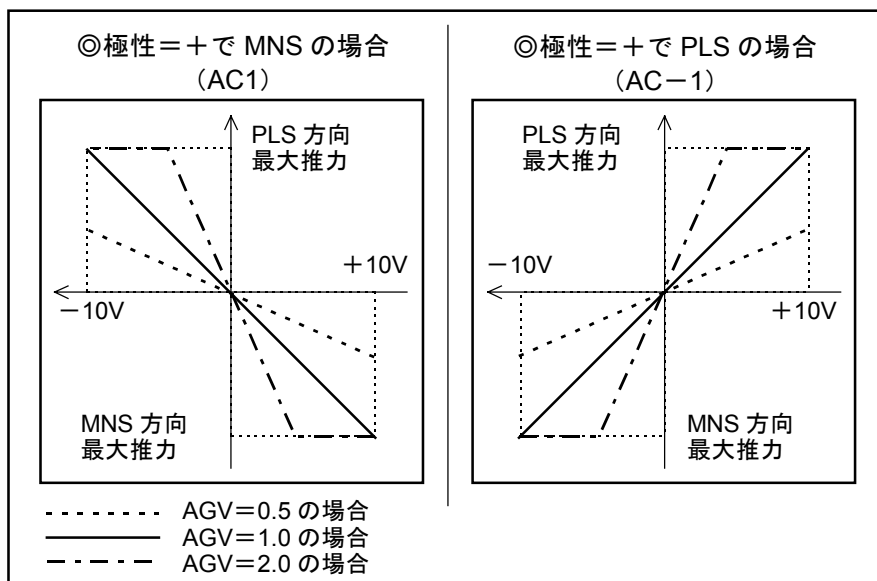 ◎極性＝＋で MNS の場合
（AC1）
PLS 方向
最大推力
＋10V
－10V
MNS 方向
最大推力
◎極性＝＋で PLS の場合
（AC－1）
PLS 方向
最大推力
－10V
＋10V
MNS 方向
最大推力
AGV＝0.5 の場合
AGV＝1.0 の場合
AGV＝2.0 の場合